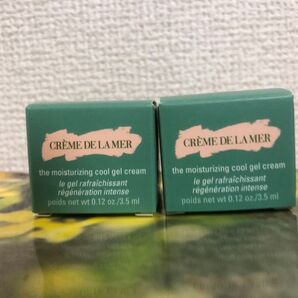 CRÈME DE LA MER
the moisturizing cool gel cream
le gel rafraîchissant
régénération intense
poids net wt 0.12 oz./3.5 ml
CRÈME DE LA MER
the moisturizing cool gel cream
le gel rafraîchissant
régénération intense
poids net wt 0.12 oz./3.5 ml